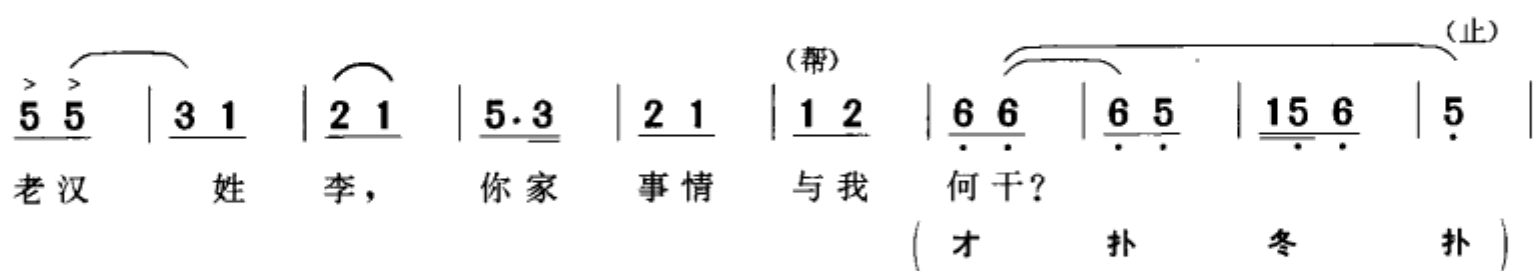 (帮) (止)
5 5 | 3 1 | 2 1 | 5·3 | 2 1 | 1 2 | 6 6 | 6 5 | 15 6 | 5 |
老汉 姓 李， 你家 事情 与我 何干？
( 才 扑 冬 扑 )